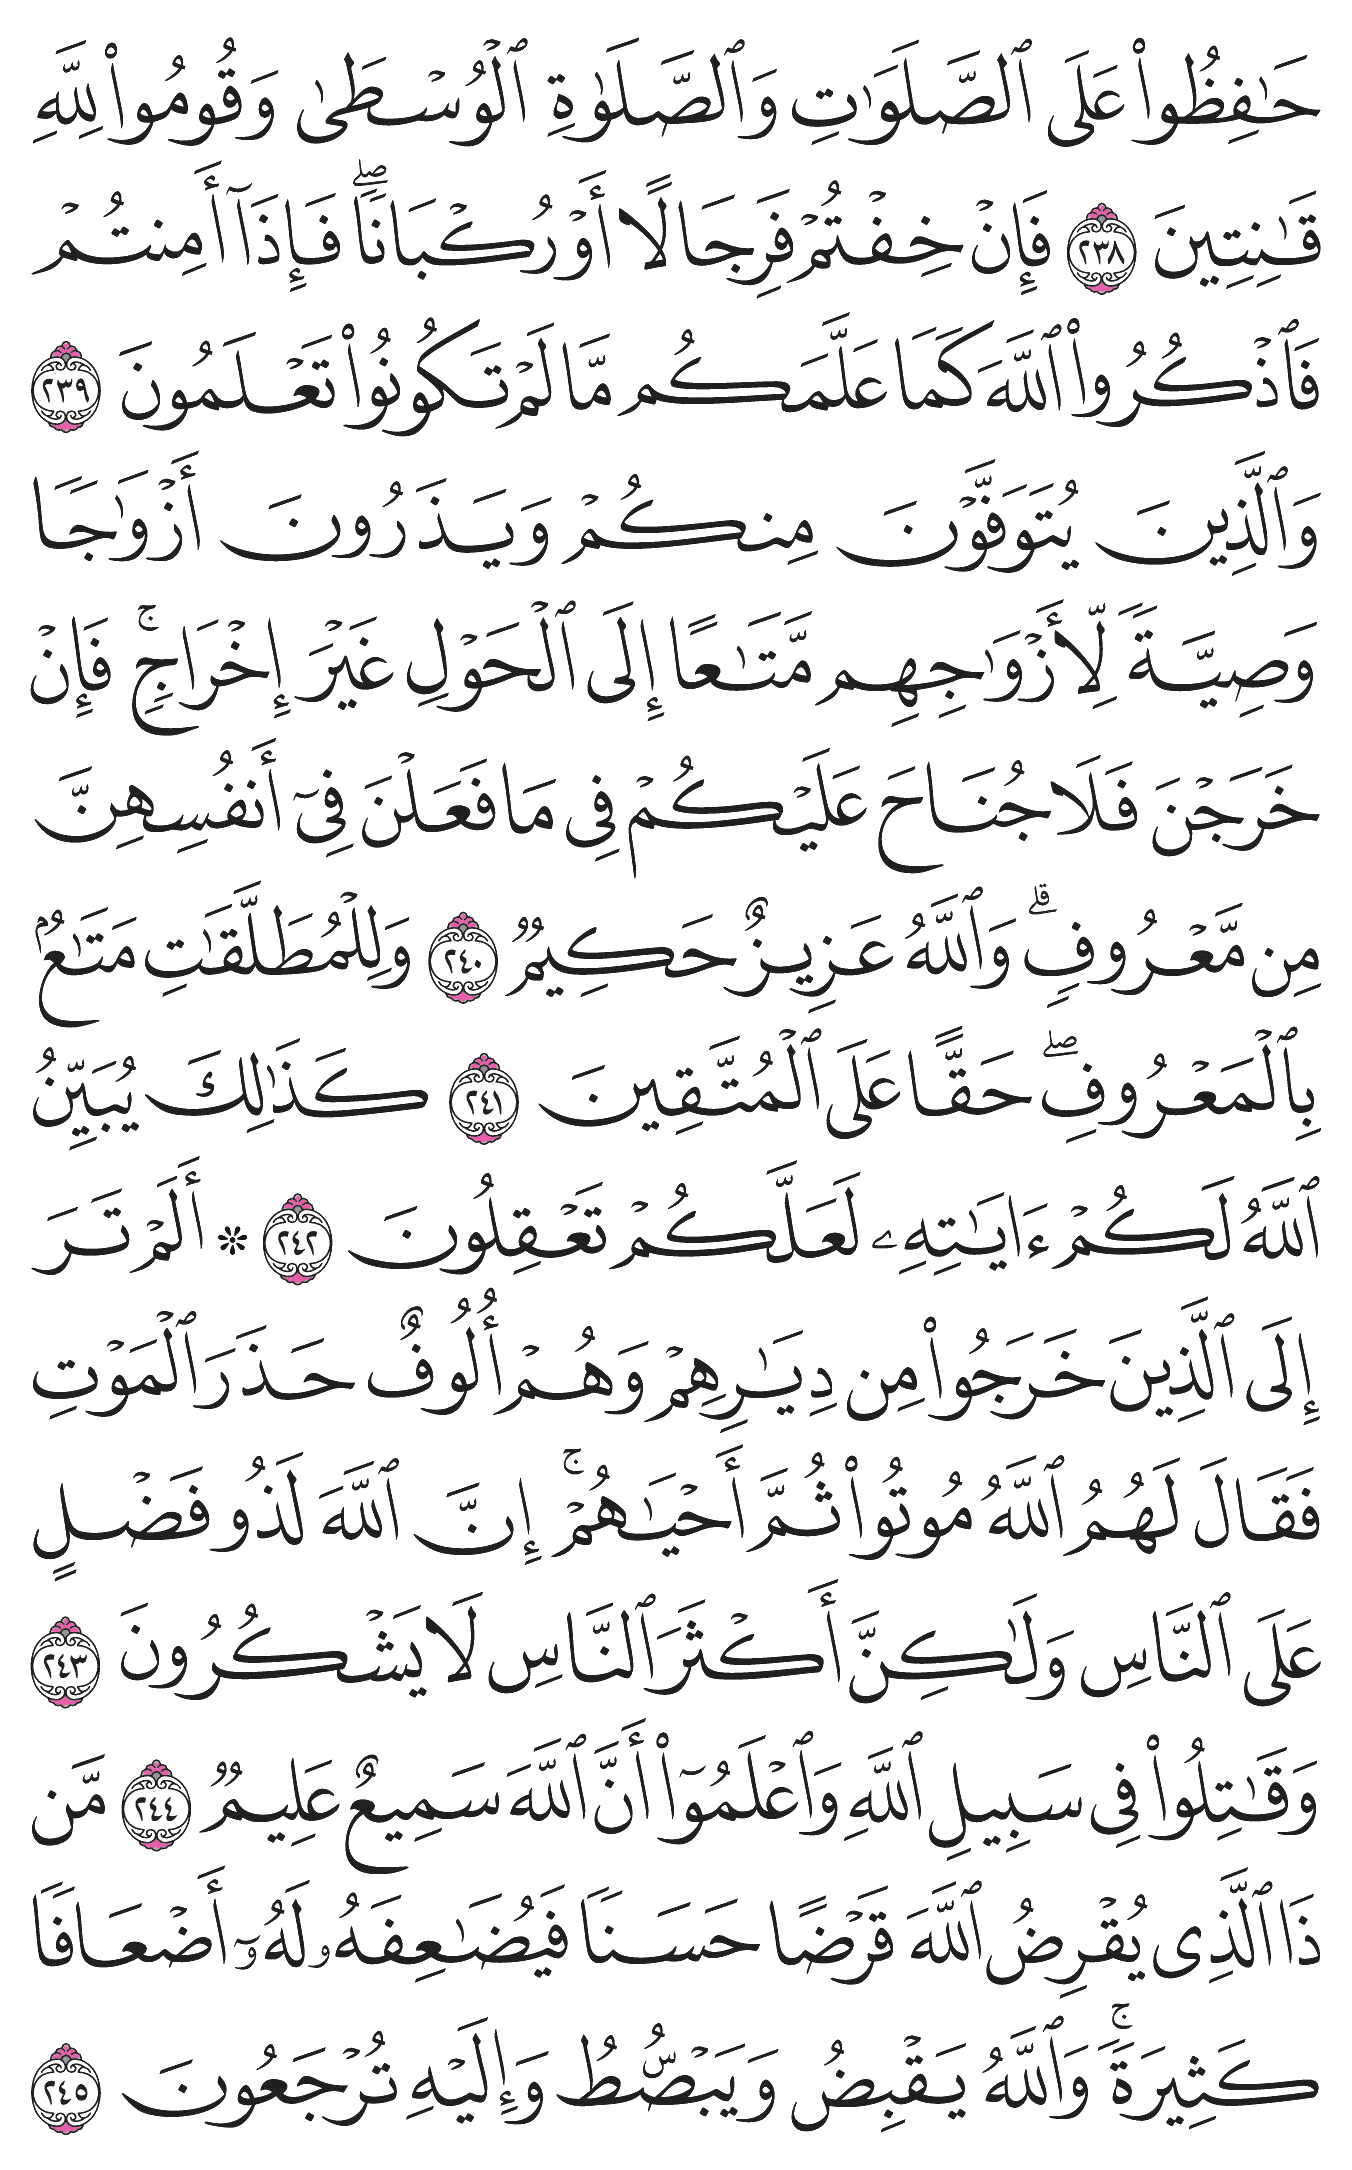 حَـٰفِظُوا۟ عَلَى ٱلصَّلَوَٰتِ وَٱلصَّلَوٰةِ ٱلْوُسْطَىٰ وَقُومُوا۟ لِلَّهِ
قَـٰنِتِينَ ٢٣٨ فَإِنْ خِفْتُمْ فَرِجَالًا أَوْ رُكْبَانًا ۖ فَإِذَآ أَمِنتُمْ
فَٱذْكُرُوا۟ ٱللَّهَ كَمَا عَلَّمَكُم مَّا لَمْ تَكُونُوا۟ تَعْلَمُونَ ٢٣٩
وَٱلَّذِينَ يُتَوَفَّوْنَ مِنكُمْ وَيَذَرُونَ أَزْوَٰجًا
وَصِيَّةً لِّأَزْوَٰجِهِم مَّتَـٰعًا إِلَى ٱلْحَوْلِ غَيْرَ إِخْرَاجٍ ۚ فَإِنْ
خَرَجْنَ فَلَا جُنَاحَ عَلَيْكُمْ فِى مَا فَعَلْنَ فِىٓ أَنفُسِهِنَّ
مِن مَّعْرُوفٍ ۗ وَٱللَّهُ عَزِيزٌ حَكِيمٌ ٢٤٠ وَلِلْمُطَلَّقَـٰتِ مَتَـٰعٌۢ
بِٱلْمَعْرُوفِ ۖ حَقًّا عَلَى ٱلْمُتَّقِينَ ٢٤١ كَذَٰلِكَ يُبَيِّنُ
ٱللَّهُ لَكُمْ ءَايَـٰتِهِۦ لَعَلَّكُمْ تَعْقِلُونَ ٢٤٢ ۞ أَلَمْ تَرَ
إِلَى ٱلَّذِينَ خَرَجُوا۟ مِن دِيَـٰرِهِمْ وَهُمْ أُلُوفٌ حَذَرَ ٱلْمَوْتِ
فَقَالَ لَهُمُ ٱللَّهُ مُوتُوا۟ ثُمَّ أَحْيَـٰهُمْ ۚ إِنَّ ٱللَّهَ لَذُو فَضْلٍ
عَلَى ٱلنَّاسِ وَلَـٰكِنَّ أَكْثَرَ ٱلنَّاسِ لَا يَشْكُرُونَ ٢٤٣
وَقَـٰتِلُوا۟ فِى سَبِيلِ ٱللَّهِ وَٱعْلَمُوٓا۟ أَنَّ ٱللَّهَ سَمِيعٌ عَلِيمٌ ٢٤٤ مَّن
ذَا ٱلَّذِى يُقْرِضُ ٱللَّهَ قَرْضًا حَسَنًا فَيُضَـٰعِفَهُۥ لَهُۥٓ أَضْعَافًا
كَثِيرَةً ۚ وَٱللَّهُ يَقْبِضُ وَيَبْصُۜطُ وَإِلَيْهِ تُرْجَعُونَ ٢٤٥